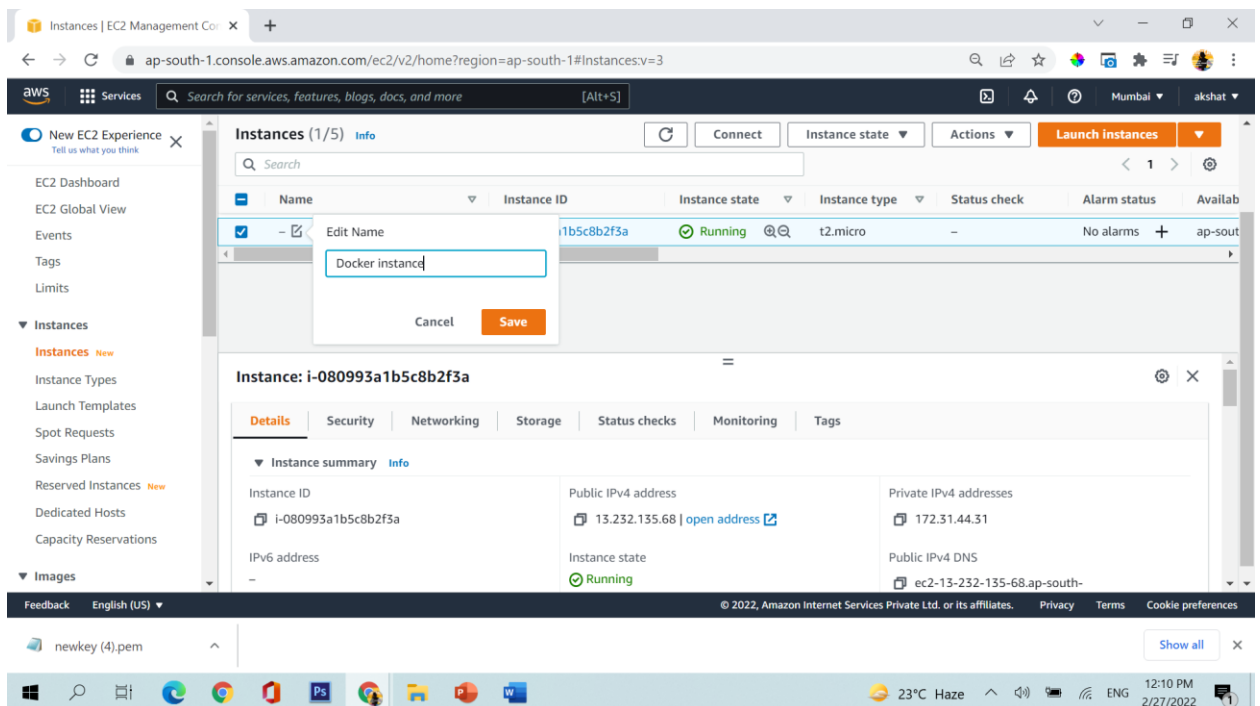 Instances | EC2 Management Con
ap-south-1.console.aws.amazon.com/ec2/v2/home?region=ap-south-1#Instances:v=3
aws Services Search for services, features, blogs, docs, and more [Alt+S] Mumbai ▼ akshat ▼
New EC2 Experience
Tell us what you think
EC2 Dashboard
EC2 Global View
Events
Tags
Limits
▼ Instances
Instances New
Instance Types
Launch Templates
Spot Requests
Savings Plans
Reserved Instances New
Dedicated Hosts
Capacity Reservations
▼ Images
Instances (1/5) Info Connect Instance state ▼ Actions ▼ Launch instances ▼
Search
< 1 >
Name Instance ID Instance state Instance type Status check Alarm status Availab
– 1b5c8b2f3a Running t2.micro – No alarms + ap-sout
Edit Name
Docker instance
Cancel Save
Instance: i-080993a1b5c8b2f3a
Details Security Networking Storage Status checks Monitoring Tags
▼ Instance summary Info
Instance ID Public IPv4 address Private IPv4 addresses
i-080993a1b5c8b2f3a 13.232.135.68 | open address 172.31.44.31
IPv6 address Instance state Public IPv4 DNS
– Running ec2-13-232-135-68.ap-south-
Feedback English (US) ▼ © 2022, Amazon Internet Services Private Ltd. or its affiliates. Privacy Terms Cookie preferences
newkey (4).pem Show all
Ps 23°C Haze ENG 12:10 PM
2/27/2022